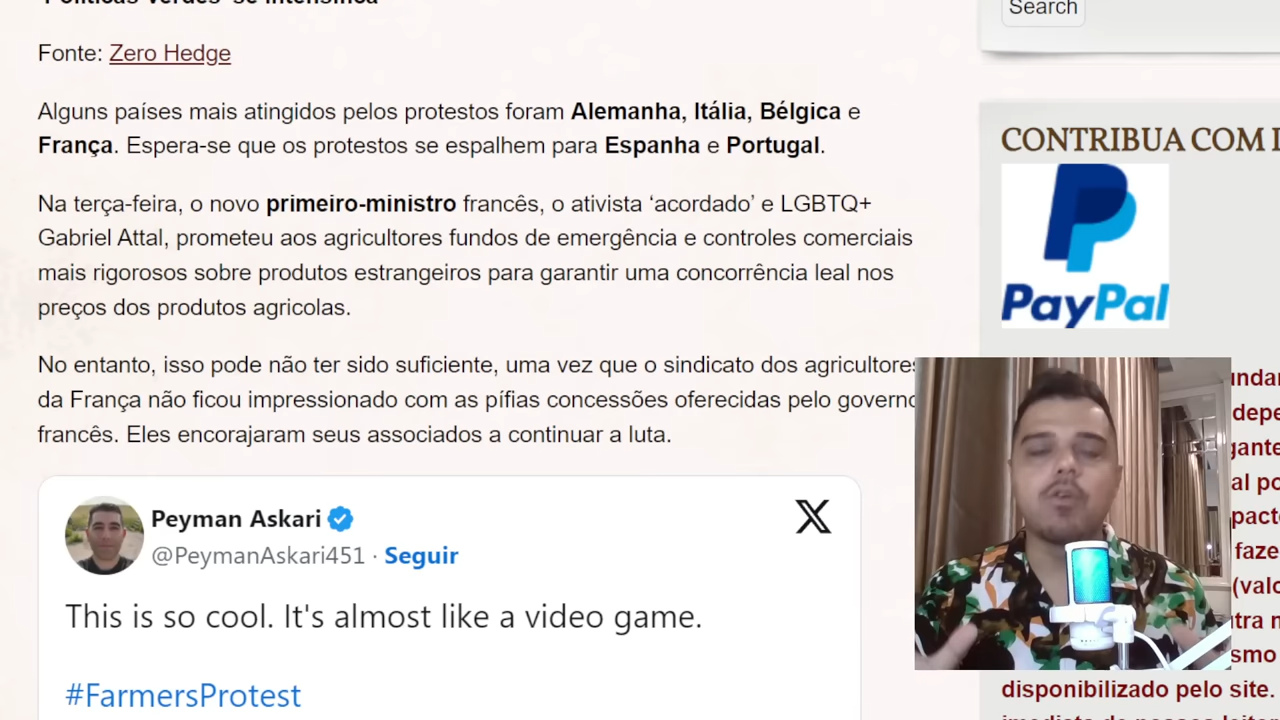 Search
Fonte: Zero Hedge
Alguns países mais atingidos pelos protestos foram Alemanha, Itália, Bélgica e
França. Espera-se que os protestos se espalhem para Espanha e Portugal.
Na terça-feira, o novo primeiro-ministro francês, o ativista ‘acordado’ e LGBTQ+
Gabriel Attal, prometeu aos agricultores fundos de emergência e controles comerciais
mais rigorosos sobre produtos estrangeiros para garantir uma concorrência leal nos
preços dos produtos agricolas.
No entanto, isso pode não ter sido suficiente, uma vez que o sindicato dos agricultores
da França não ficou impressionado com as pífias concessões oferecidas pelo governo
francês. Eles encorajaram seus associados a continuar a luta.
Peyman Askari
@PeymanAskari451 · Seguir
This is so cool. It's almost like a video game.
#FarmersProtest
CONTRIBUA COM
PayPal
disponibilizado pelo site.